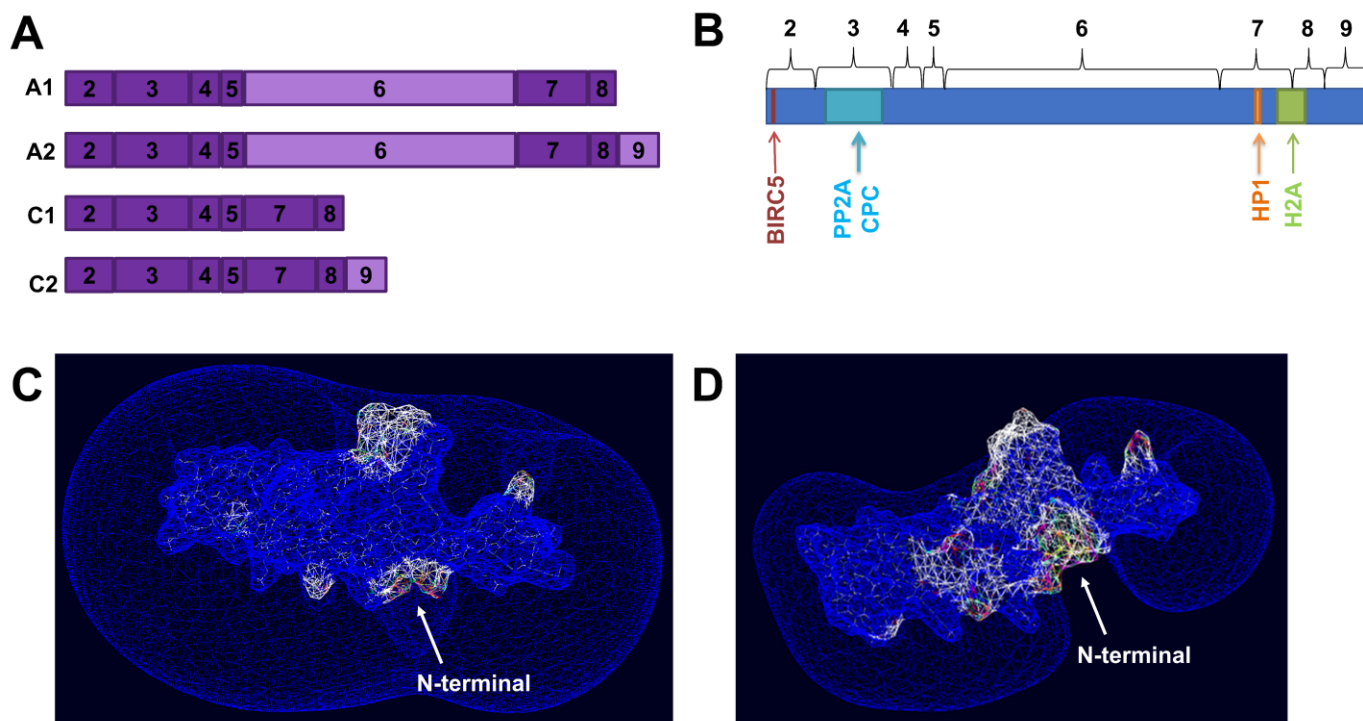 A
A1 2 3 4 5 6 7 8
A2 2 3 4 5 6 7 8 9
C1 2 3 4 5 7 8
C2 2 3 4 5 7 8 9
B
2 3 4 5 6 7 8 9
BIRC5
PP2A
CPC
HP1
H2A
C
N-terminal
D
N-terminal